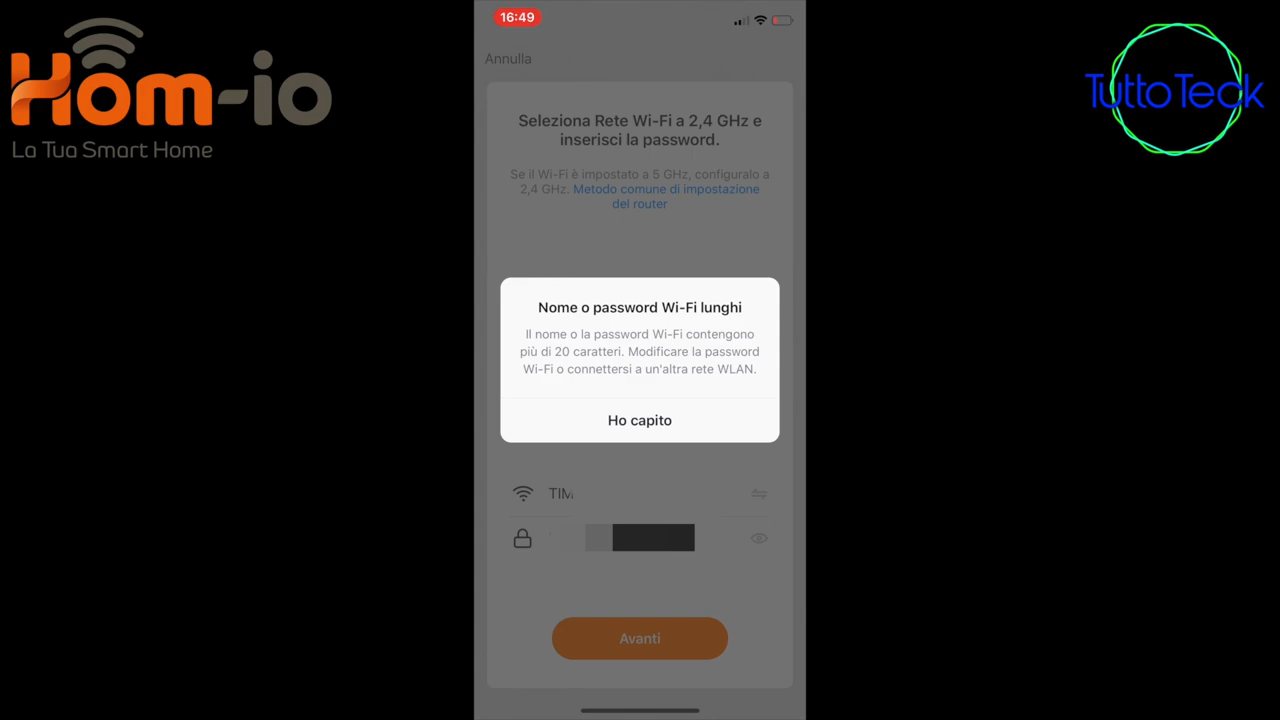 Hom-io
La Tua Smart Home
TuttoTeck
16:49
Annulla
Seleziona Rete Wi-Fi a 2,4 GHz e
inserisci la password.
Se il Wi-Fi è impostato a 5 GHz, configuralo a
2,4 GHz. Metodo comune di impostazione
del router
Nome o password Wi-Fi lunghi
Il nome o la password Wi-Fi contengono
più di 20 caratteri. Modificare la password
Wi-Fi o connettersi a un'altra rete WLAN.
Ho capito
TIM
Avanti